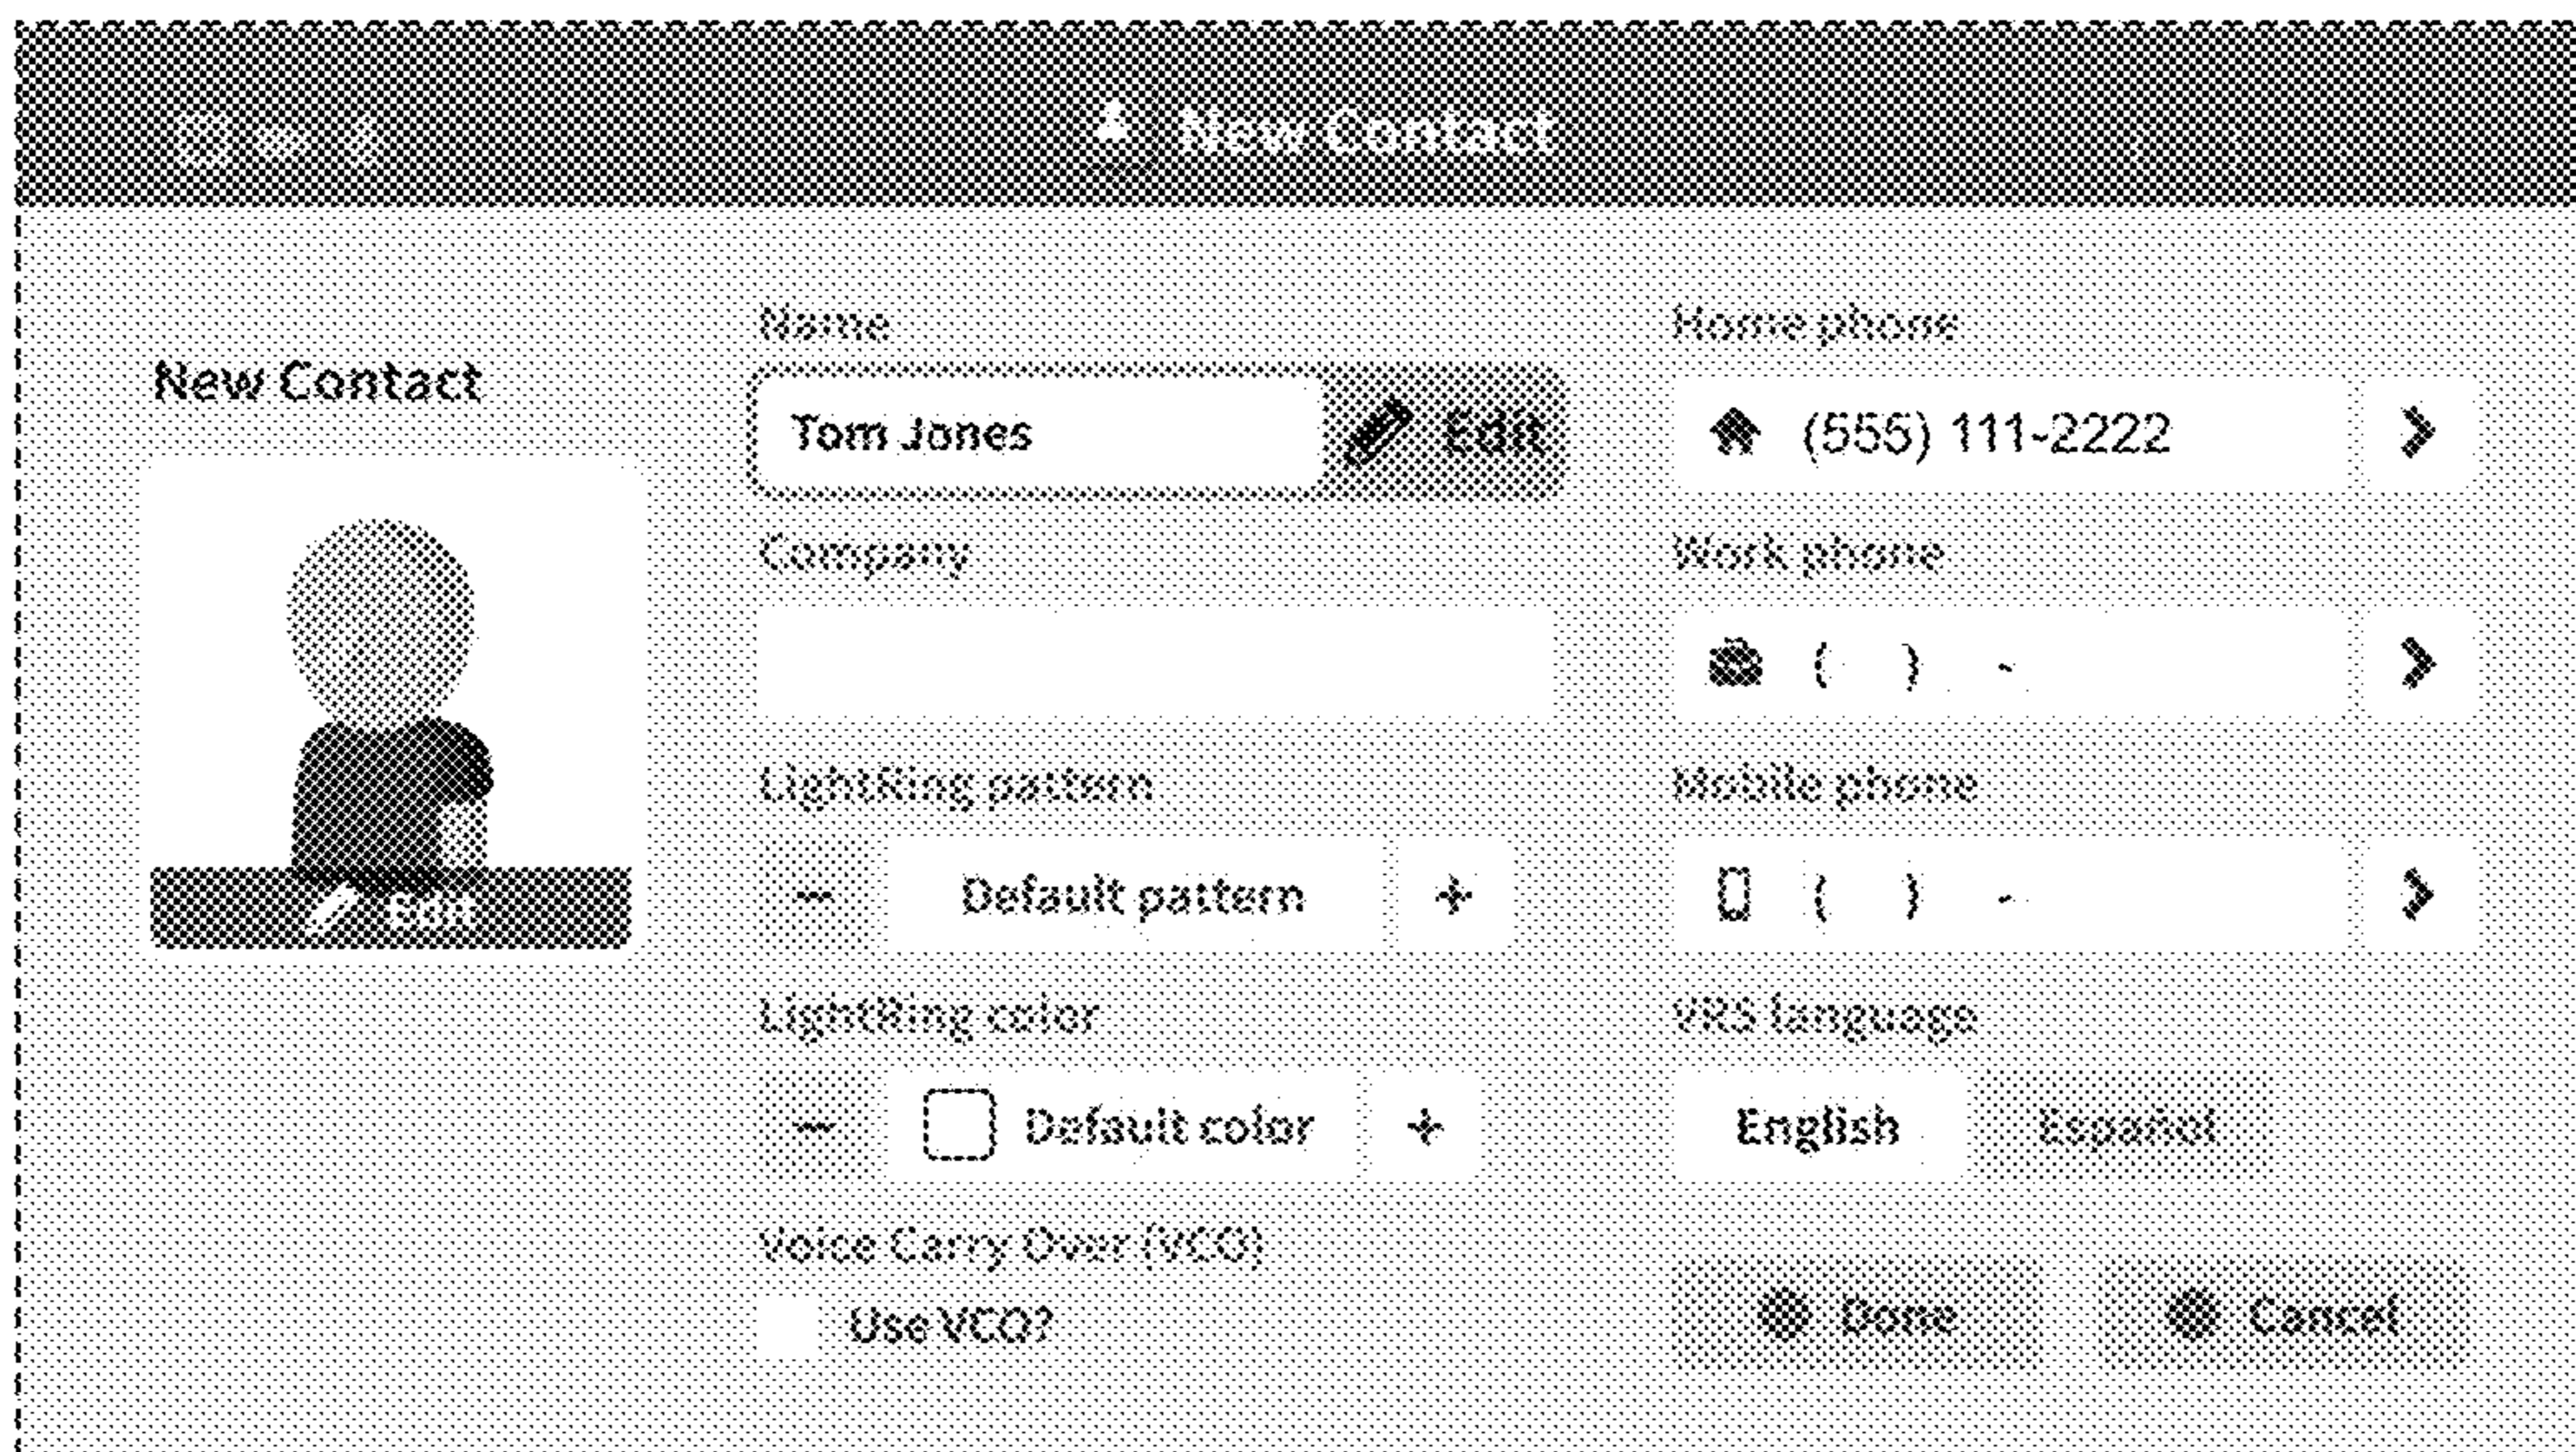 New Contact
New Contact
Edit
Name
Tom Jones
Edit
Company
LightRing pattern
− Default pattern +
LightRing color
− Default color +
Voice Carry Over (VCO)
Use VCO?
Home phone
(555) 111-2222
Work phone
( ) -
Mobile phone
( ) -
VRS language
English Español
Done Cancel